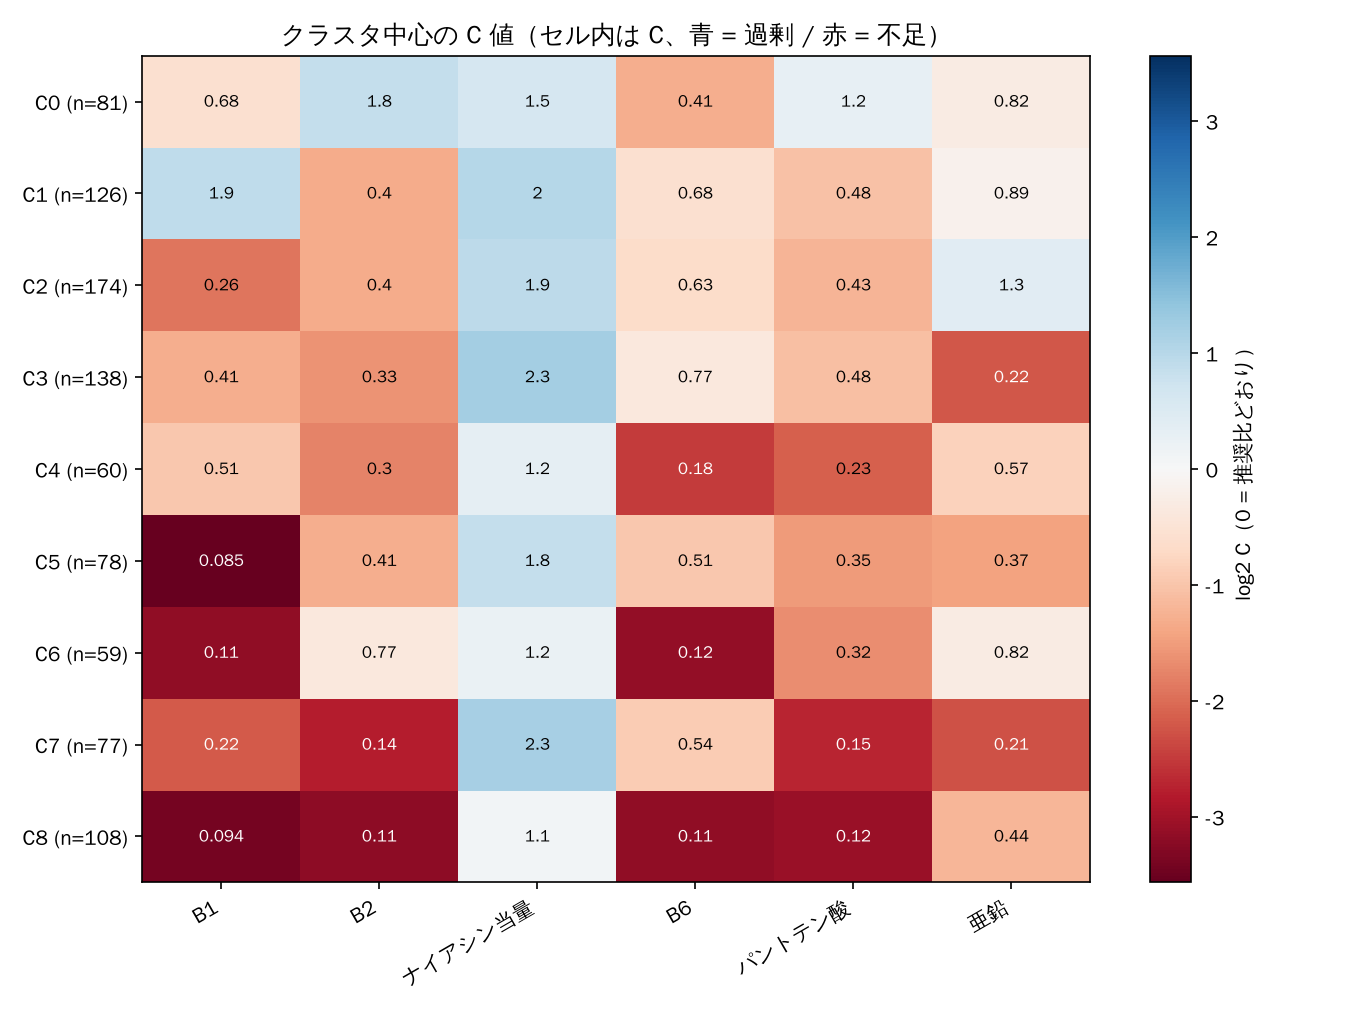 クラスタ中心の C 値（セル内は C、青 = 過剰 / 赤 = 不足）
C0 (n=81) 0.68 1.8 1.5 0.41 1.2 0.82
C1 (n=126) 1.9 0.4 2 0.68 0.48 0.89
C2 (n=174) 0.26 0.4 1.9 0.63 0.43 1.3
C3 (n=138) 0.41 0.33 2.3 0.77 0.48 0.22
C4 (n=60) 0.51 0.3 1.2 0.18 0.23 0.57
C5 (n=78) 0.085 0.41 1.8 0.51 0.35 0.37
C6 (n=59) 0.11 0.77 1.2 0.12 0.32 0.82
C7 (n=77) 0.22 0.14 2.3 0.54 0.15 0.21
C8 (n=108) 0.094 0.11 1.1 0.11 0.12 0.44
B1 B2 ナイアシン当量 B6 パントテン酸 亜鉛
3
2
1
0
-1
-2
-3
log2 C（0 = 推奨比どおり）